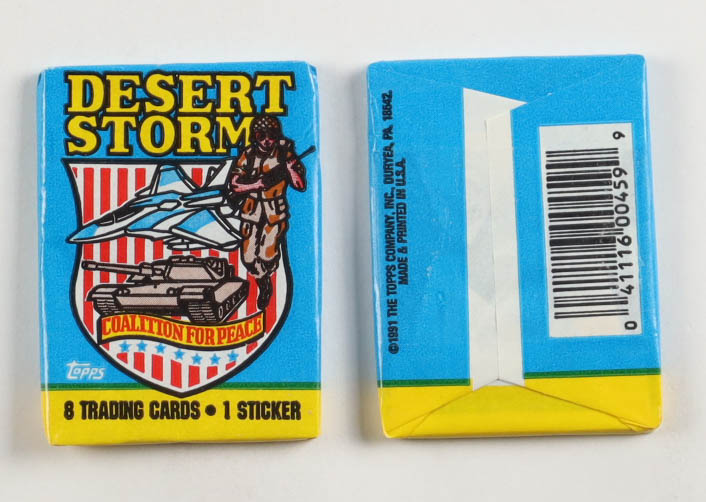 DESERT
STORM
COALITION FOR PEACE
topps
8 TRADING CARDS • 1 STICKER
©1991 THE TOPPS COMPANY, INC., DURYEA, PA. 18642.
MADE & PRINTED IN U.S.A.
0 41116 00459 9